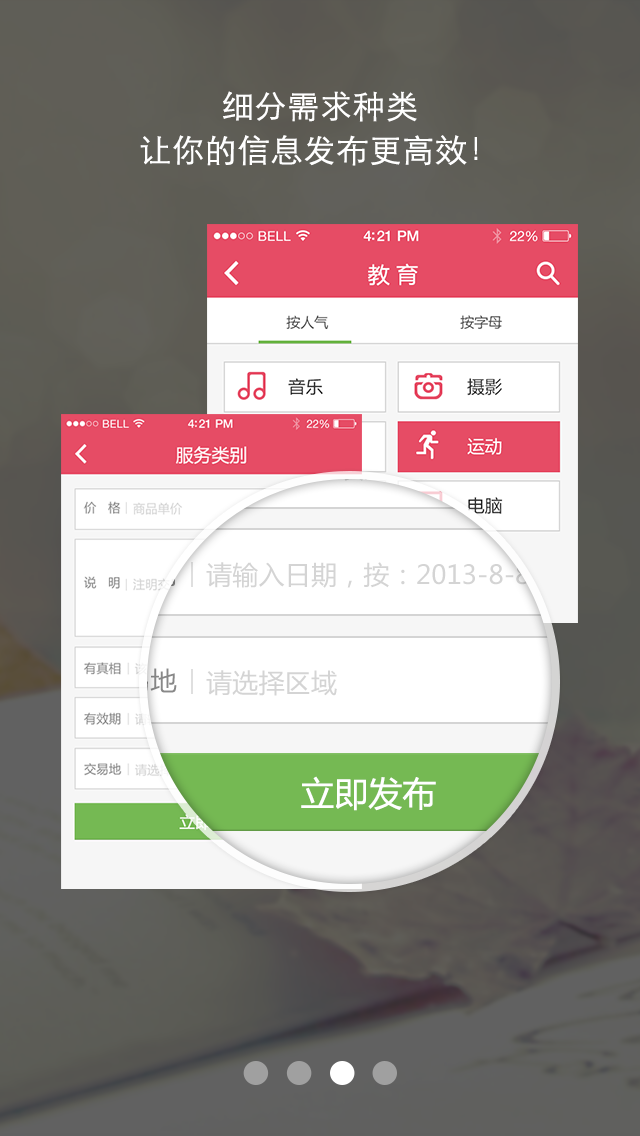 细分需求种类
让你的信息发布更高效!
BELL 4:21 PM 22%
教育
按人气 按字母
音乐 摄影
运动
电脑
BELL 4:21 PM 22%
服务类别
价 格 商品单价
说 明 注明交
有真相
有效期 请
交易地 请选
立即
请输入日期，按：2013-8-8
地 请选择区域
立即发布